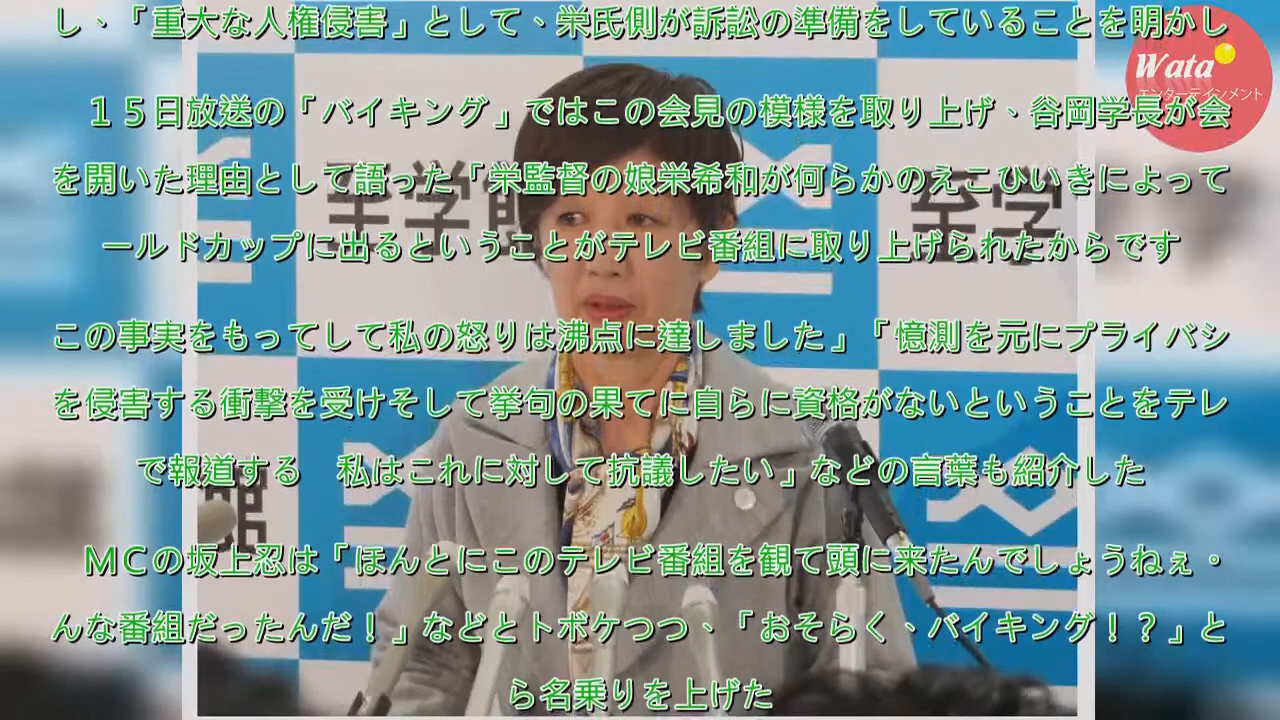 し、「重大な人権侵害」として、栄氏側が訴訟の準備をしていることを明かし
１５日放送の「バイキング」ではこの会見の模様を取り上げ、谷岡学長が会
を開いた理由として語った「栄監督の娘栄希和が何らかのえこひいきによって
ールドカップに出るということがテレビ番組に取り上げられたからです
この事実をもってして私の怒りは沸点に達しました」「憶測を元にプライバシ
を侵害する衝撃を受けそして挙句の果てに自らに資格がないということをテレ
で報道する　私はこれに対して抗議したい」などの言葉も紹介した
ＭＣの坂上忍は「ほんとにこのテレビ番組を観て頭に来たんでしょうねぇ・
んな番組だったんだ！」などとトボケつつ、「おそらく、バイキング！？」と
ら名乗りを上げた
Wata
エンターテインメント
至学館
至学
館